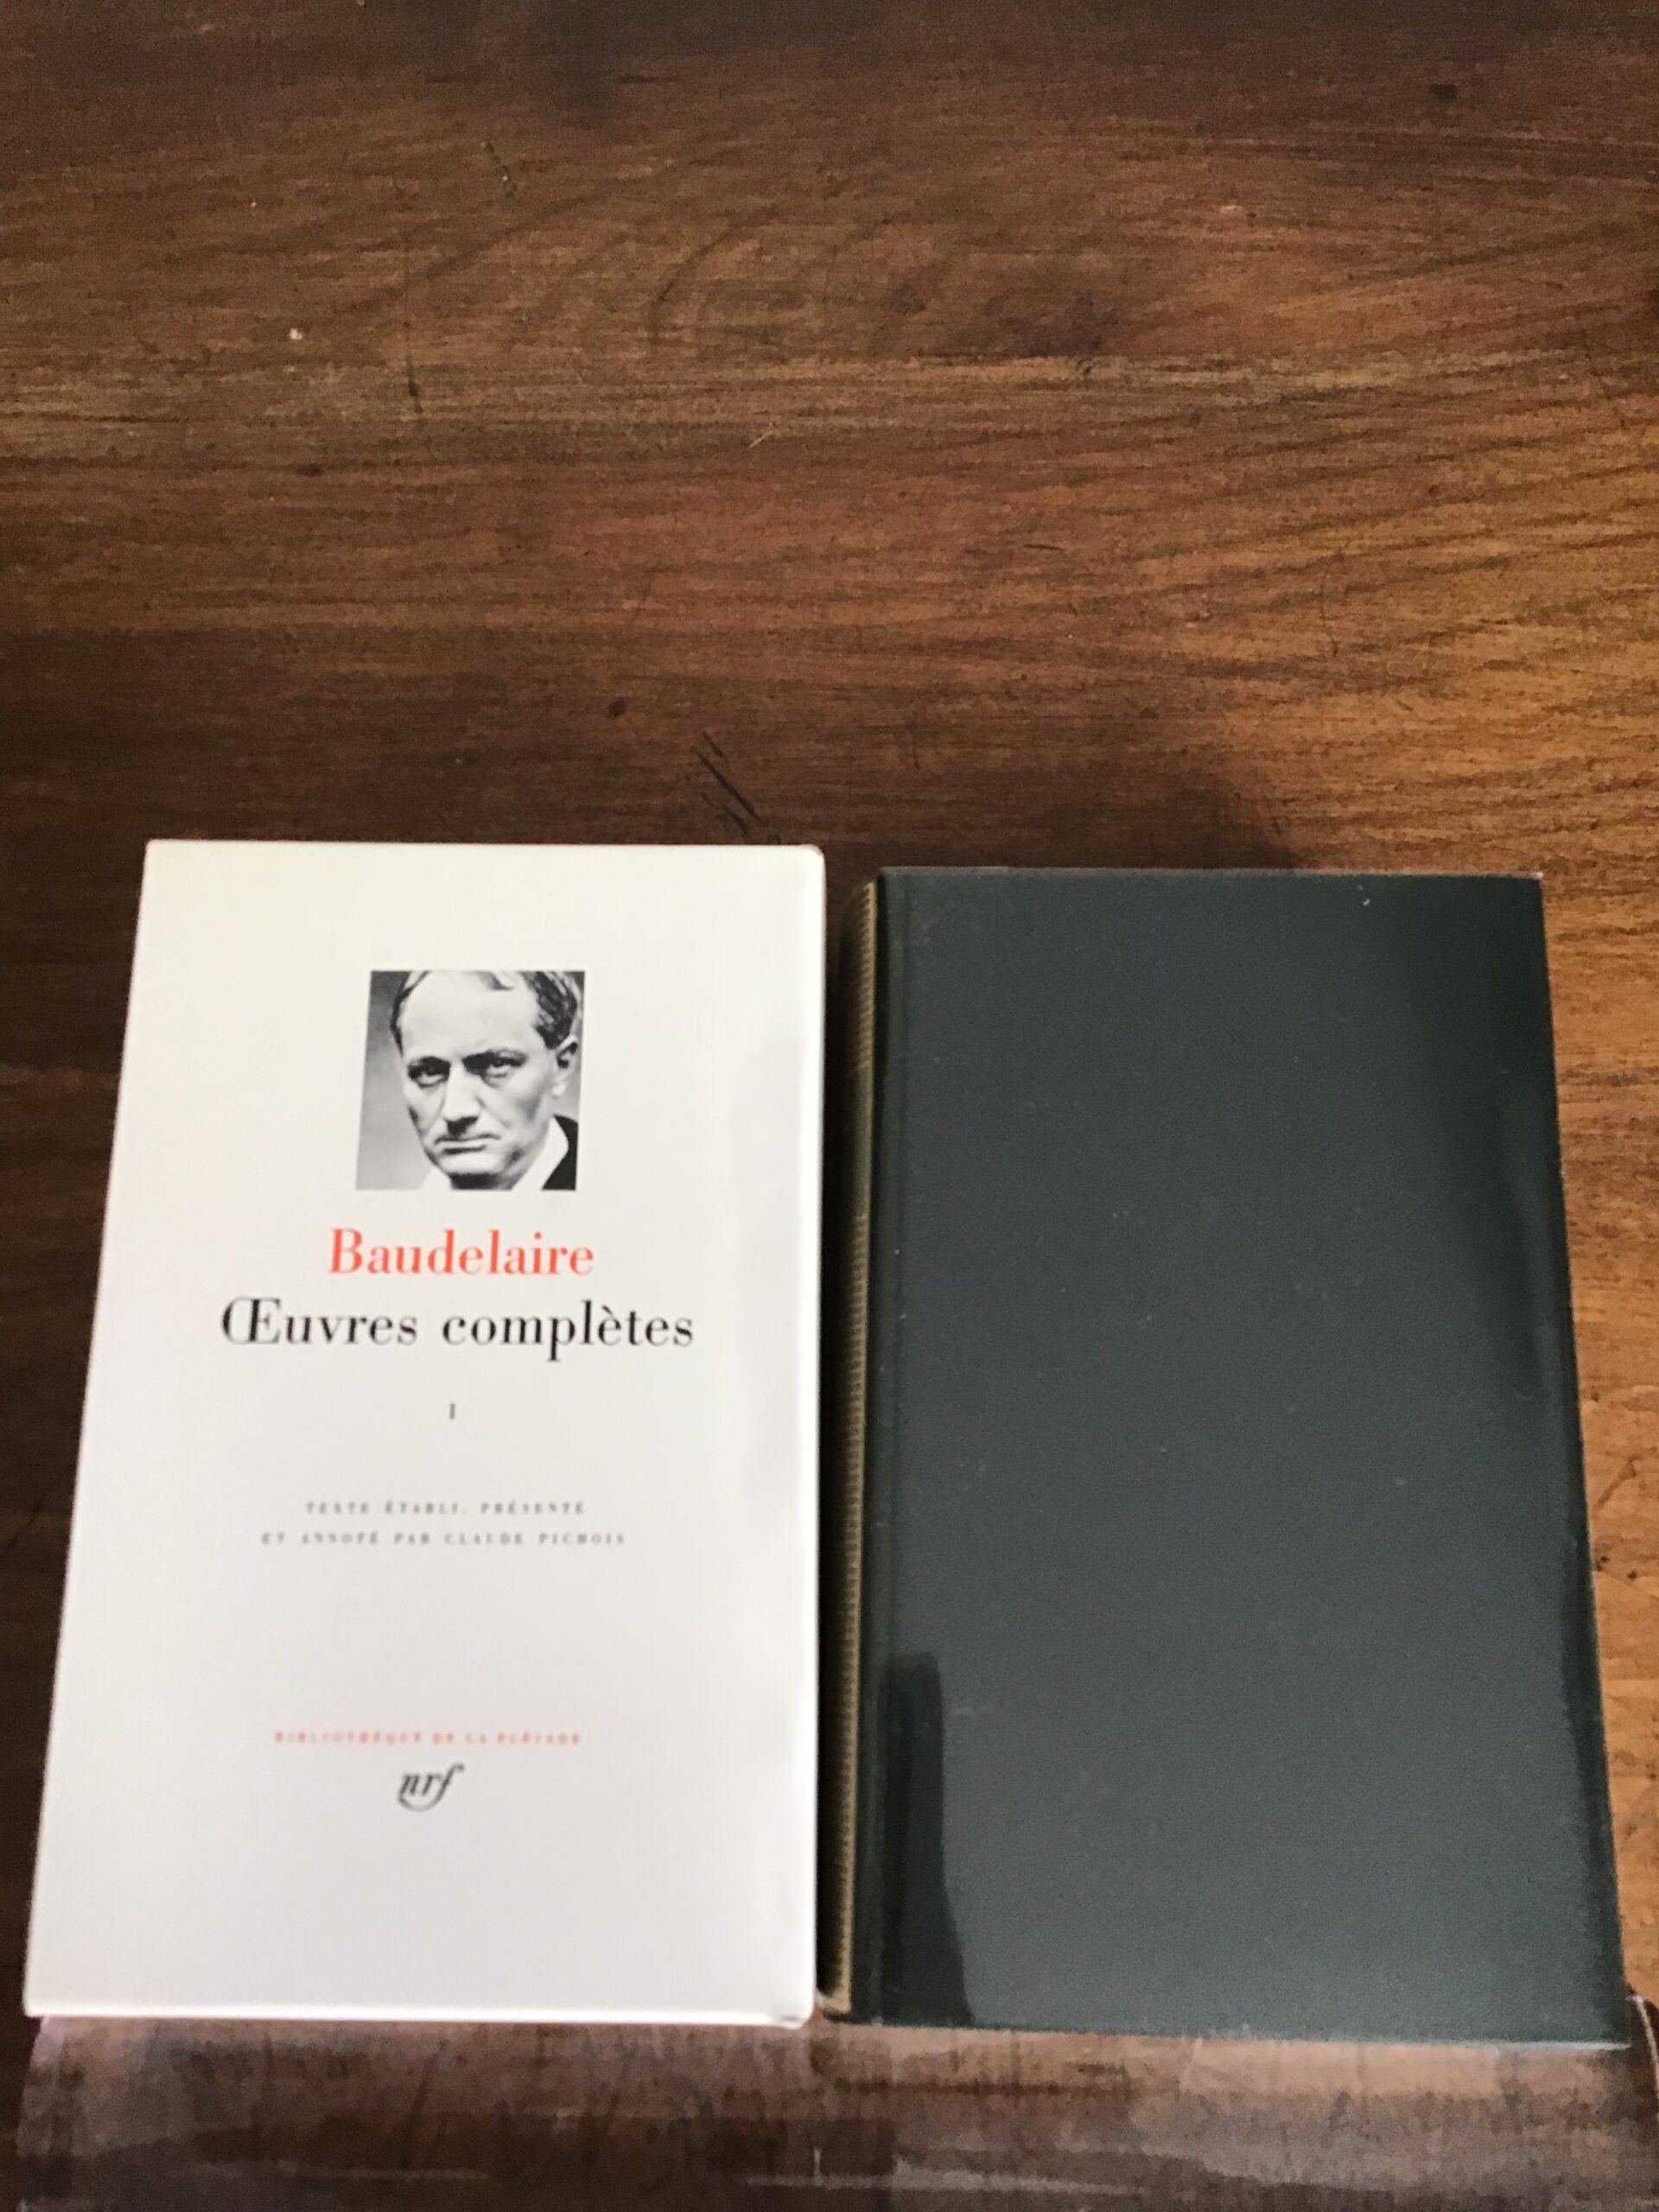 Baudelaire
Œuvres complètes
I
TEXTE ÉTABLI, PRÉSENTÉ
ET ANNOTÉ PAR CLAUDE PICHOIS
BIBLIOTHÈQUE DE LA PLÉIADE
nrf